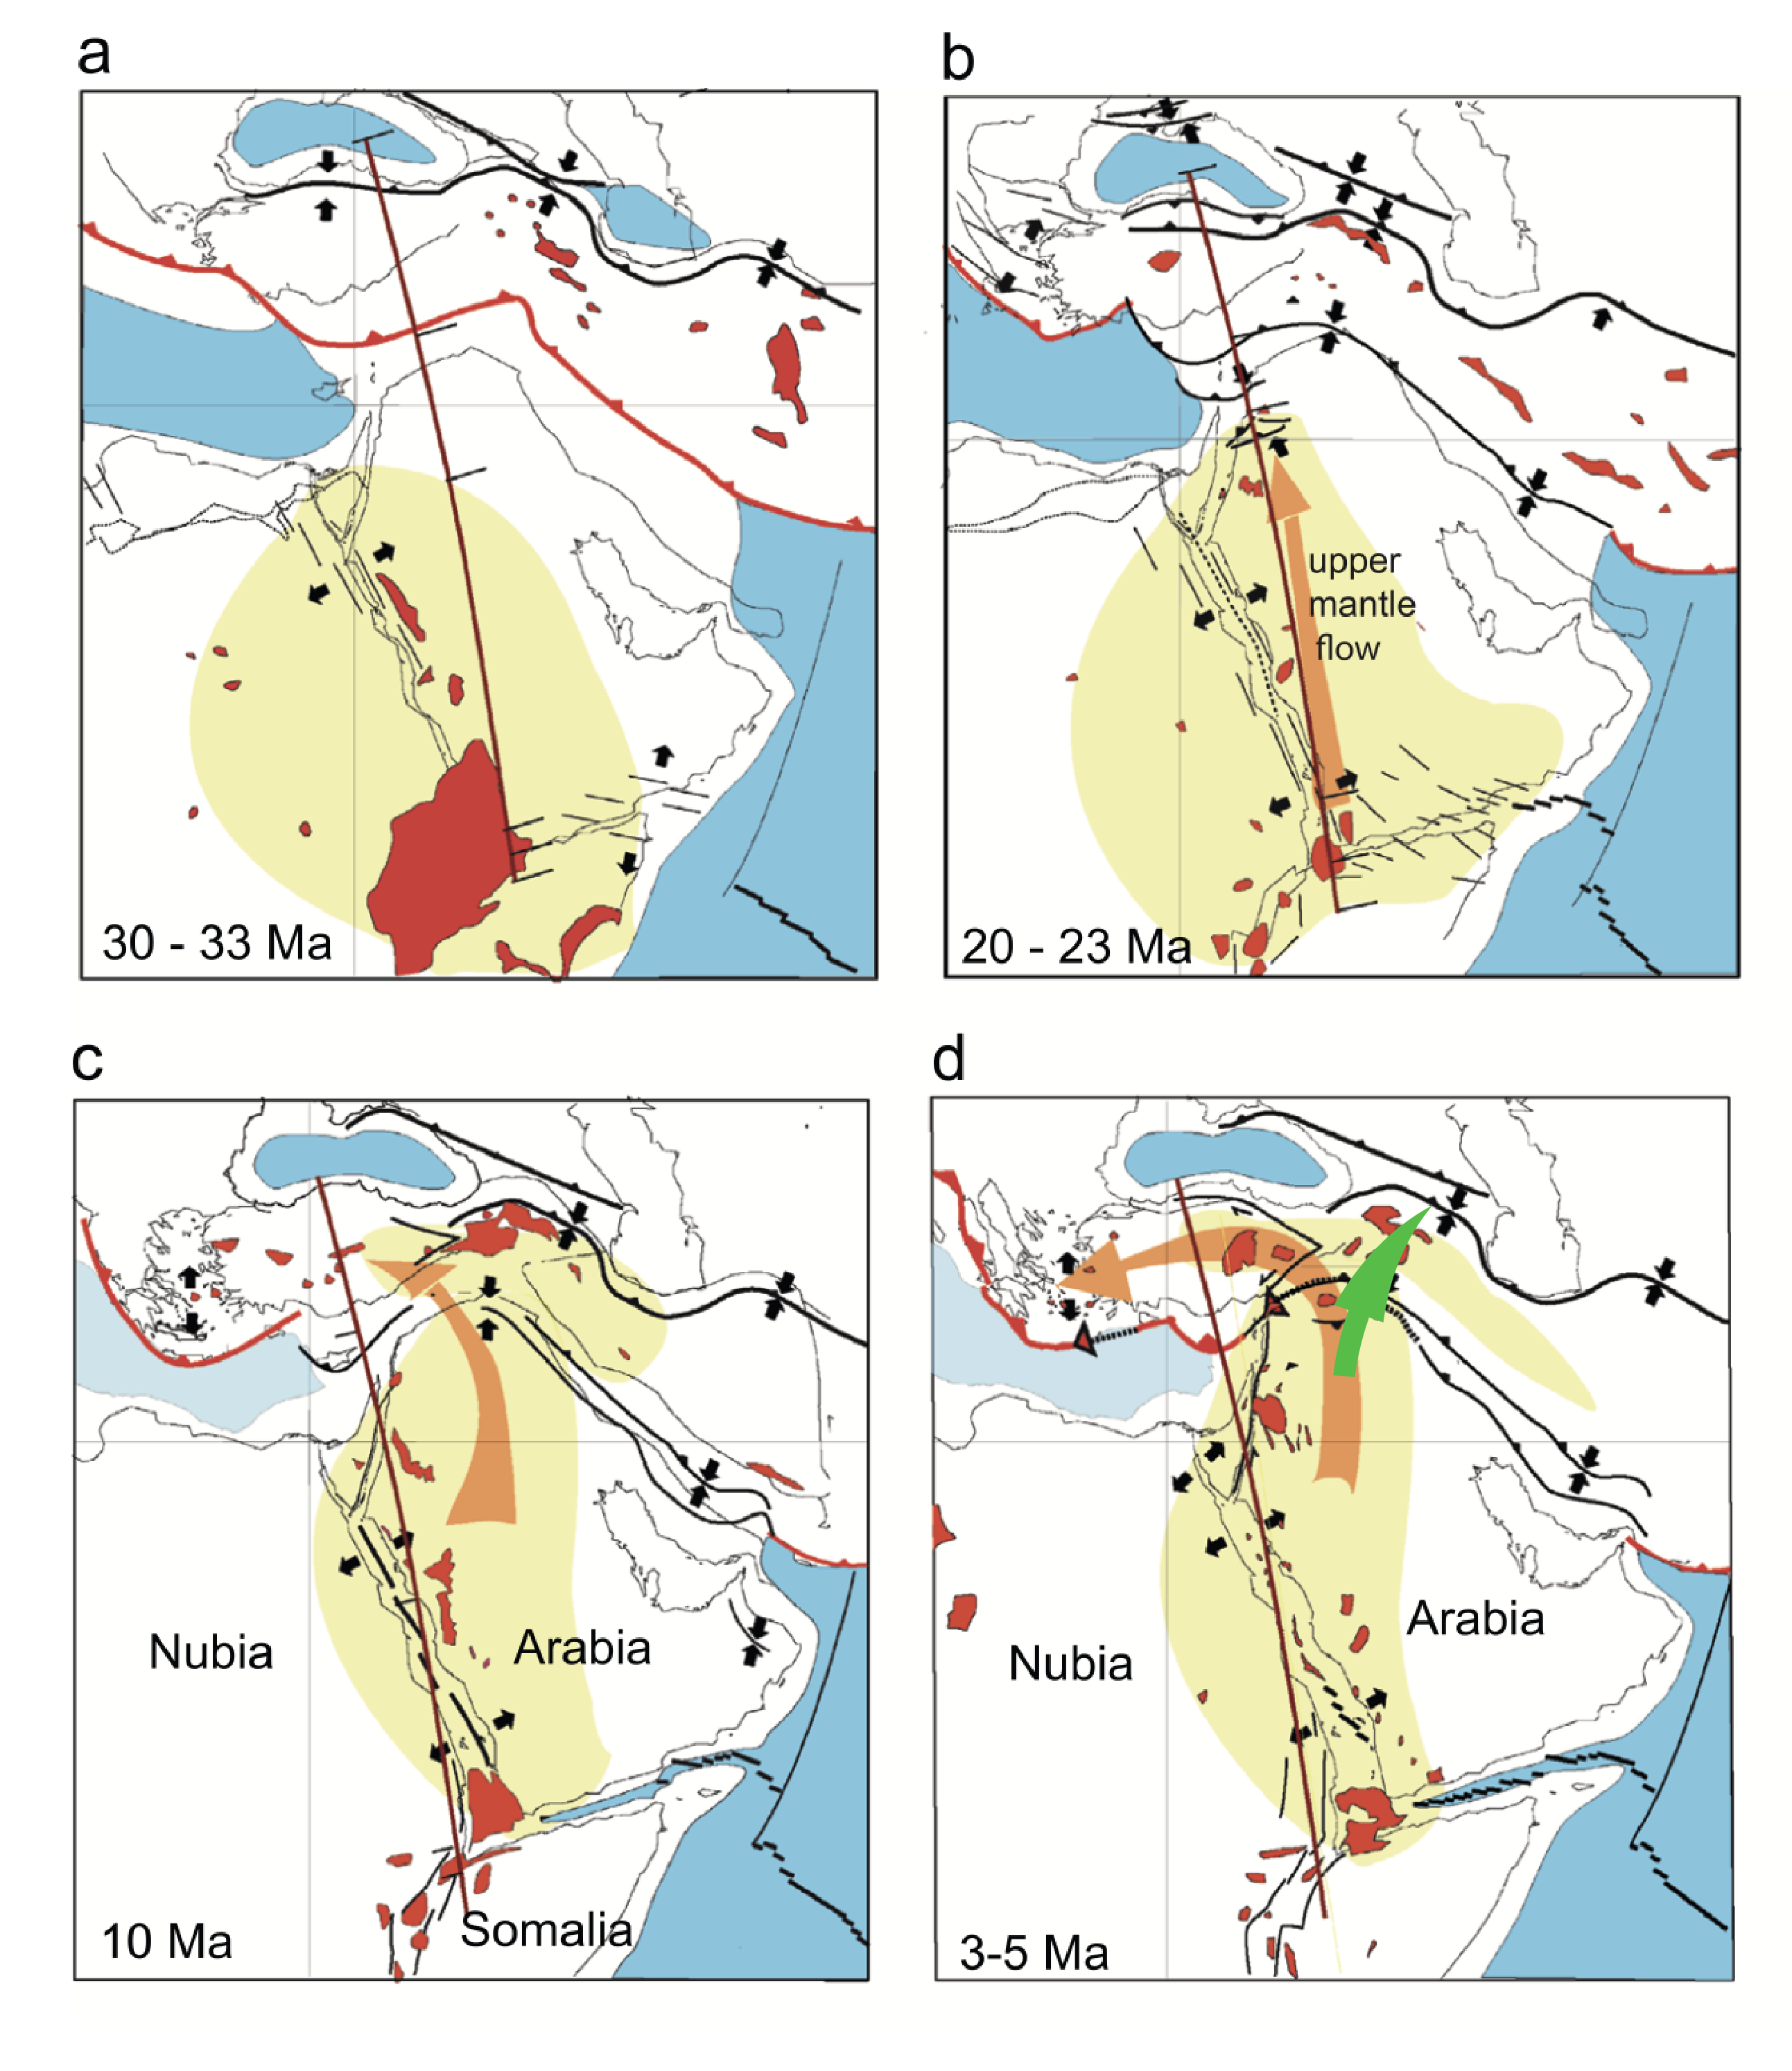 a
b
upper
mantle
flow
30 - 33 Ma
20 - 23 Ma
c
d
Nubia
Arabia
Nubia
Arabia
10 Ma
Somalia
3-5 Ma